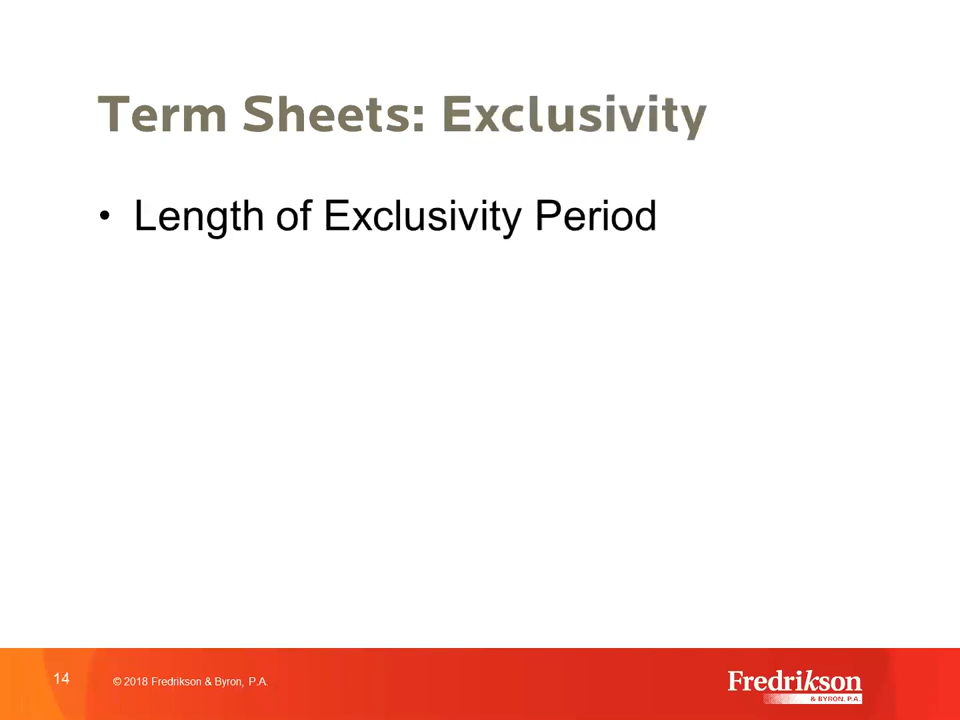 Term Sheets: Exclusivity
• Length of Exclusivity Period
14
© 2018 Fredrikson & Byron, P.A.
Fredrikson
& BYRON, P.A.